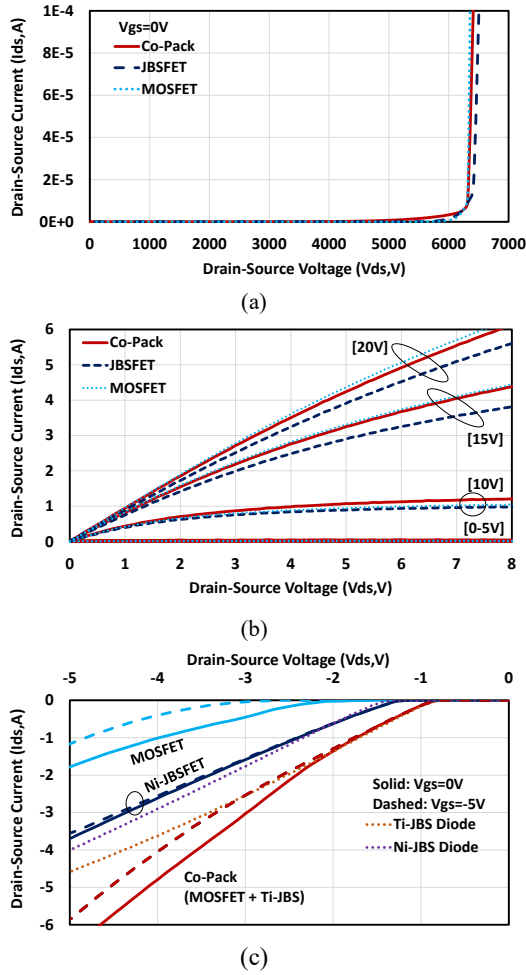 1E-4
Vgs=0V
Co-Pack
8E-5
JBSFET
MOSFET
6E-5
4E-5
2E-5
0E+0
0 1000 2000 3000 4000 5000 6000 7000
Drain-Source Current (Ids,A)
Drain-Source Voltage (Vds,V)
(a)
6
Co-Pack
[20V]
5
JBSFET
MOSFET
4
3
[15V]
2
[10V]
1
[0-5V]
0
0 1 2 3 4 5 6 7 8
Drain-Source Current (Ids,A)
Drain-Source Voltage (Vds,V)
(b)
Drain-Source Voltage (Vds,V)
-5 -4 -3 -2 -1 0
0
MOSFET
-1
Ni-JBSFET
-2
Solid: Vgs=0V
Dashed: Vgs=-5V
-3
Ti-JBS Diode
Ni-JBS Diode
-4
-5
Co-Pack
(MOSFET + Ti-JBS)
-6
Drain-Source Current (Ids,A)
(c)